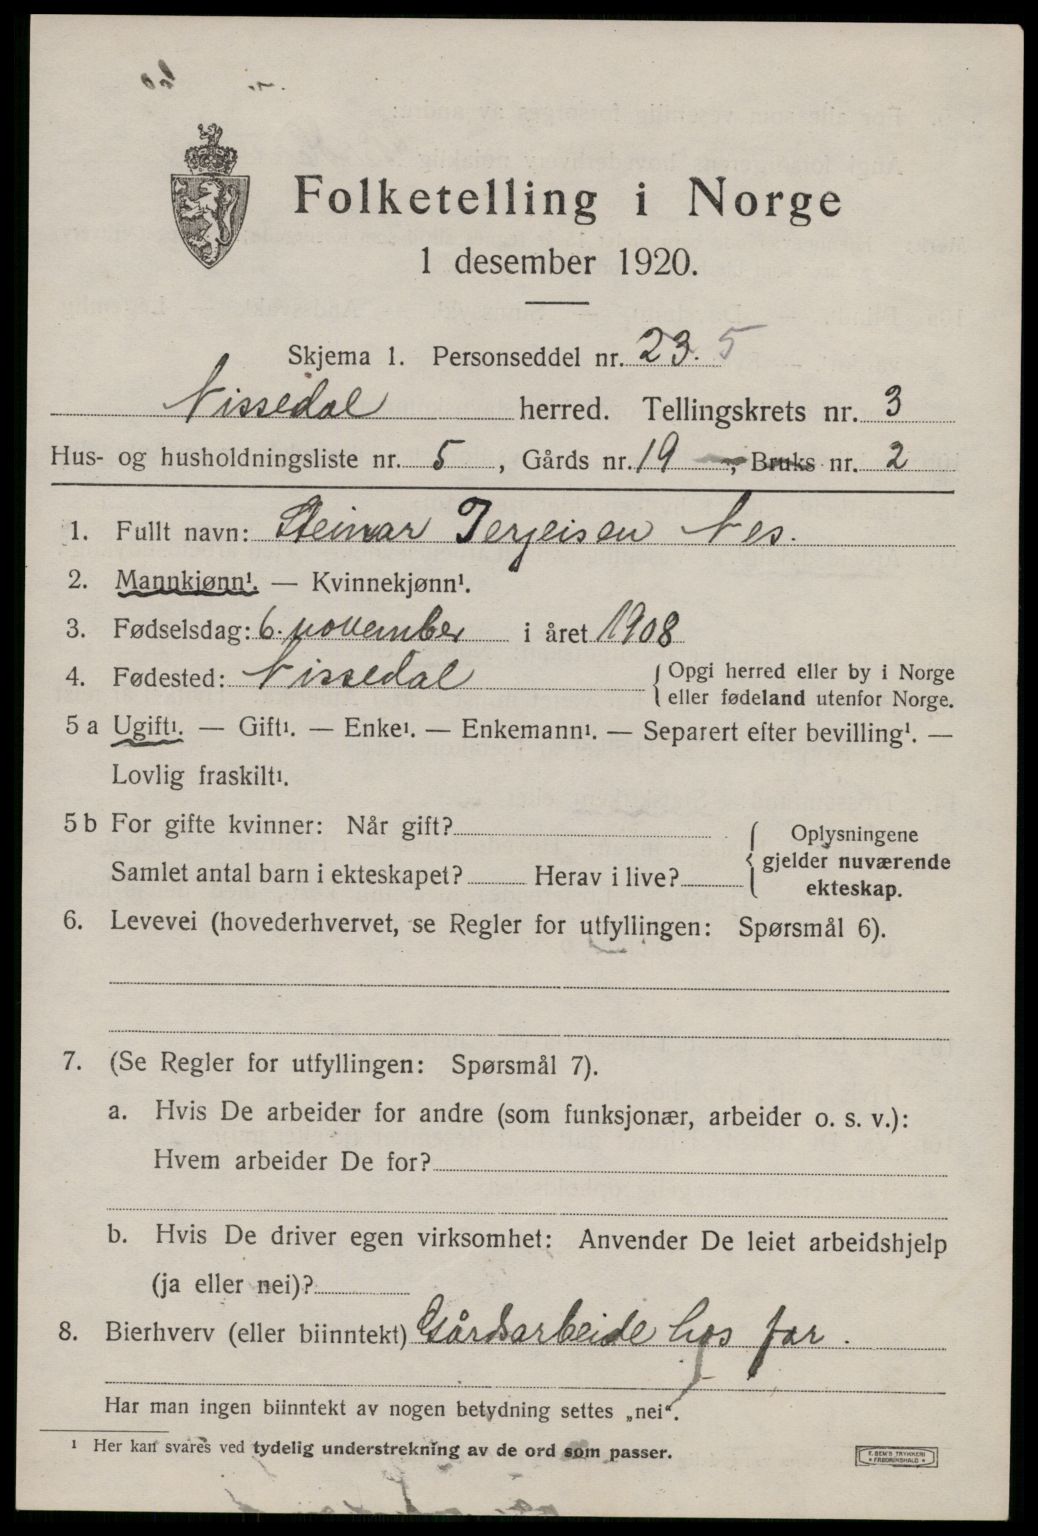 Folketelling i Norge
1 desember 1920.
Skjema 1. Personseddel nr. 23. 5
Nissedal herred. Tellingskrets nr. 3
Hus- og husholdningsliste nr. 5, Gårds nr. 19, Bruks nr. 2
1. Fullt navn: Steinar Terjeisen Nes.
2. Mannkjønn¹. — Kvinnekjønn¹.
3. Fødselsdag: 6. november i året 1908
4. Fødested: Nissedal { Opgi herred eller by i Norge
eller fødeland utenfor Norge.
5 a Ugift¹. — Gift¹. — Enke¹. — Enkemann¹. — Separert efter bevilling¹. —
Lovlig fraskilt¹.
5 b For gifte kvinner: Når gift? { Oplysningene
gjelder nuværende
ekteskap.
Samlet antal barn i ekteskapet? Herav i live?
6. Levevei (hovederhvervet, se Regler for utfyllingen: Spørsmål 6).
7. (Se Regler for utfyllingen: Spørsmål 7).
a. Hvis De arbeider for andre (som funksjonær, arbeider o. s. v.):
Hvem arbeider De for?
b. Hvis De driver egen virksomhet: Anvender De leiet arbeidshjelp
(ja eller nei)?
8. Bierhverv (eller biinntekt) Gårdsarbeide hos far.
Har man ingen biinntekt av nogen betydning settes „nei".
¹ Her kan svares ved tydelig understrekning av de ord som passer.
F. SEM'S TRYKKERI
* FREDRIKSHALD *